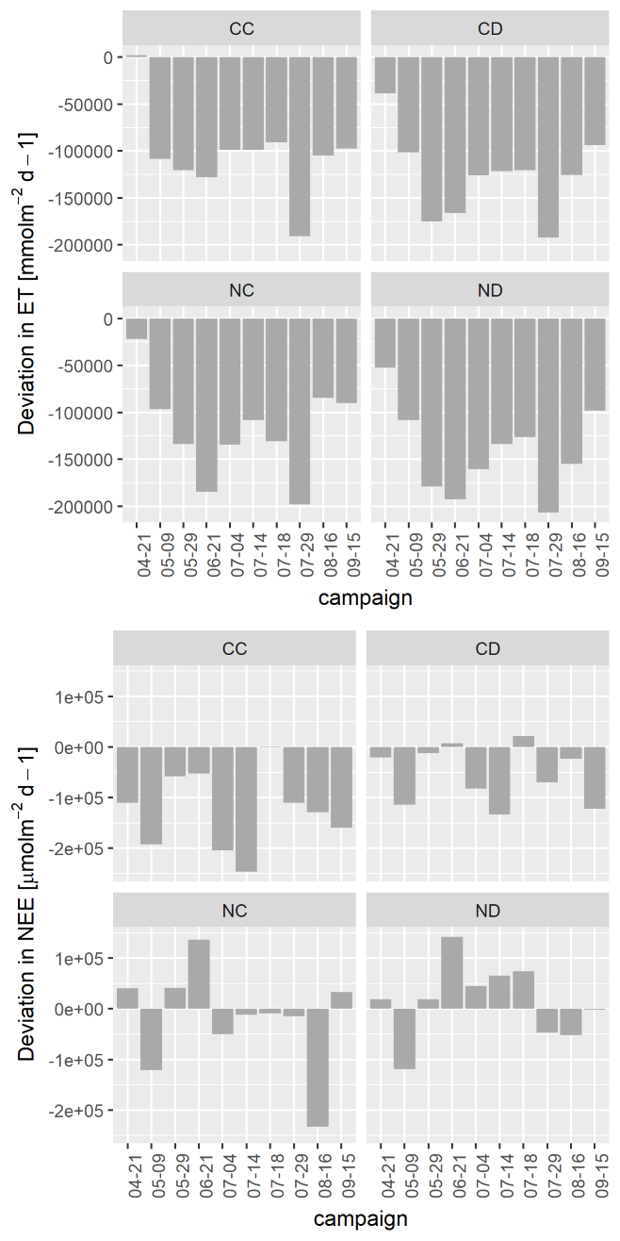 CC CD
0
-50000
-100000
-150000
-200000
NC ND
0
-50000
-100000
-150000
-200000
Deviation in ET [mmolm⁻² d − 1]
04-21 05-09 05-29 06-21 07-04 07-14 07-18 07-29 08-16 09-15 04-21 05-09 05-29 06-21 07-04 07-14 07-18 07-29 08-16 09-15
campaign
CC CD
1e+05
0e+00
-1e+05
-2e+05
NC ND
1e+05
0e+00
-1e+05
-2e+05
Deviation in NEE [μmolm⁻² d − 1]
04-21 05-09 05-29 06-21 07-04 07-14 07-18 07-29 08-16 09-15 04-21 05-09 05-29 06-21 07-04 07-14 07-18 07-29 08-16 09-15
campaign